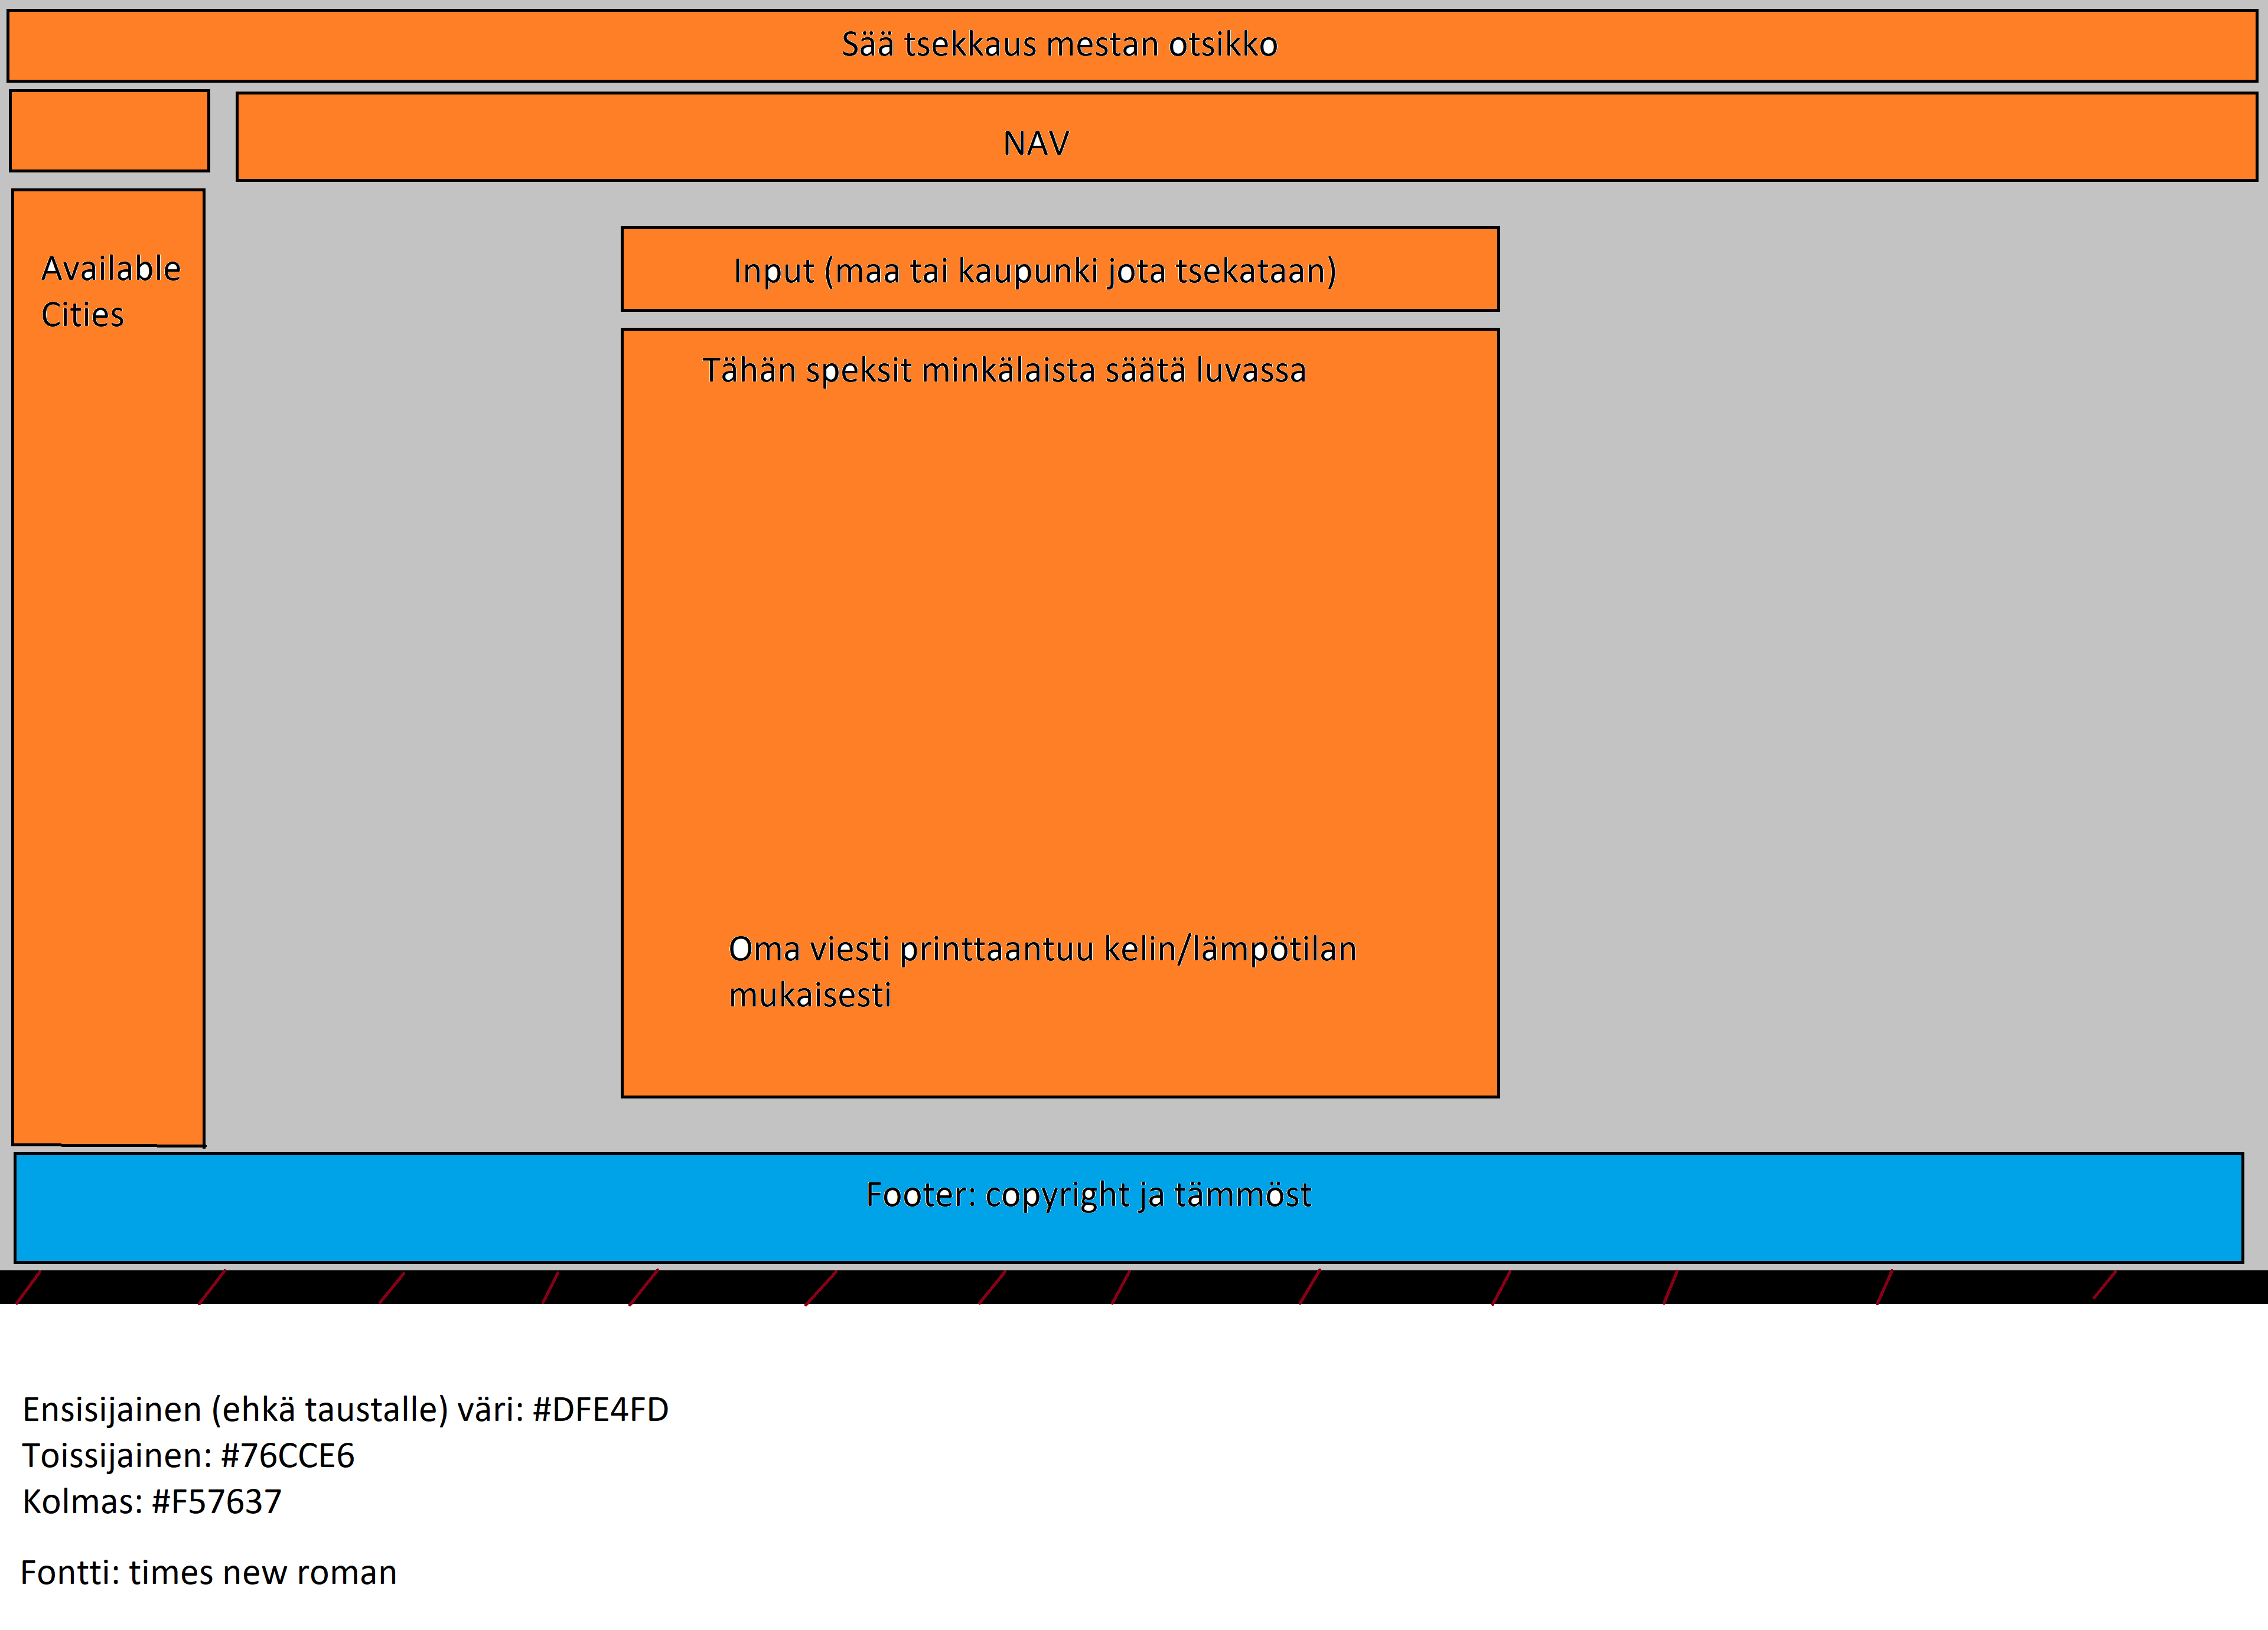 Sää tsekkaus mestan otsikko
NAV
Available
Cities
Input (maa tai kaupunki jota tsekataan)
Tähän speksit minkälaista säätä luvassa
Oma viesti printtaantuu kelin/lämpötilan
mukaisesti
Footer: copyright ja tämmöst
Ensisijainen (ehkä taustalle) väri: #DFE4FD
Toissijainen: #76CCE6
Kolmas: #F57637
Fontti: times new roman